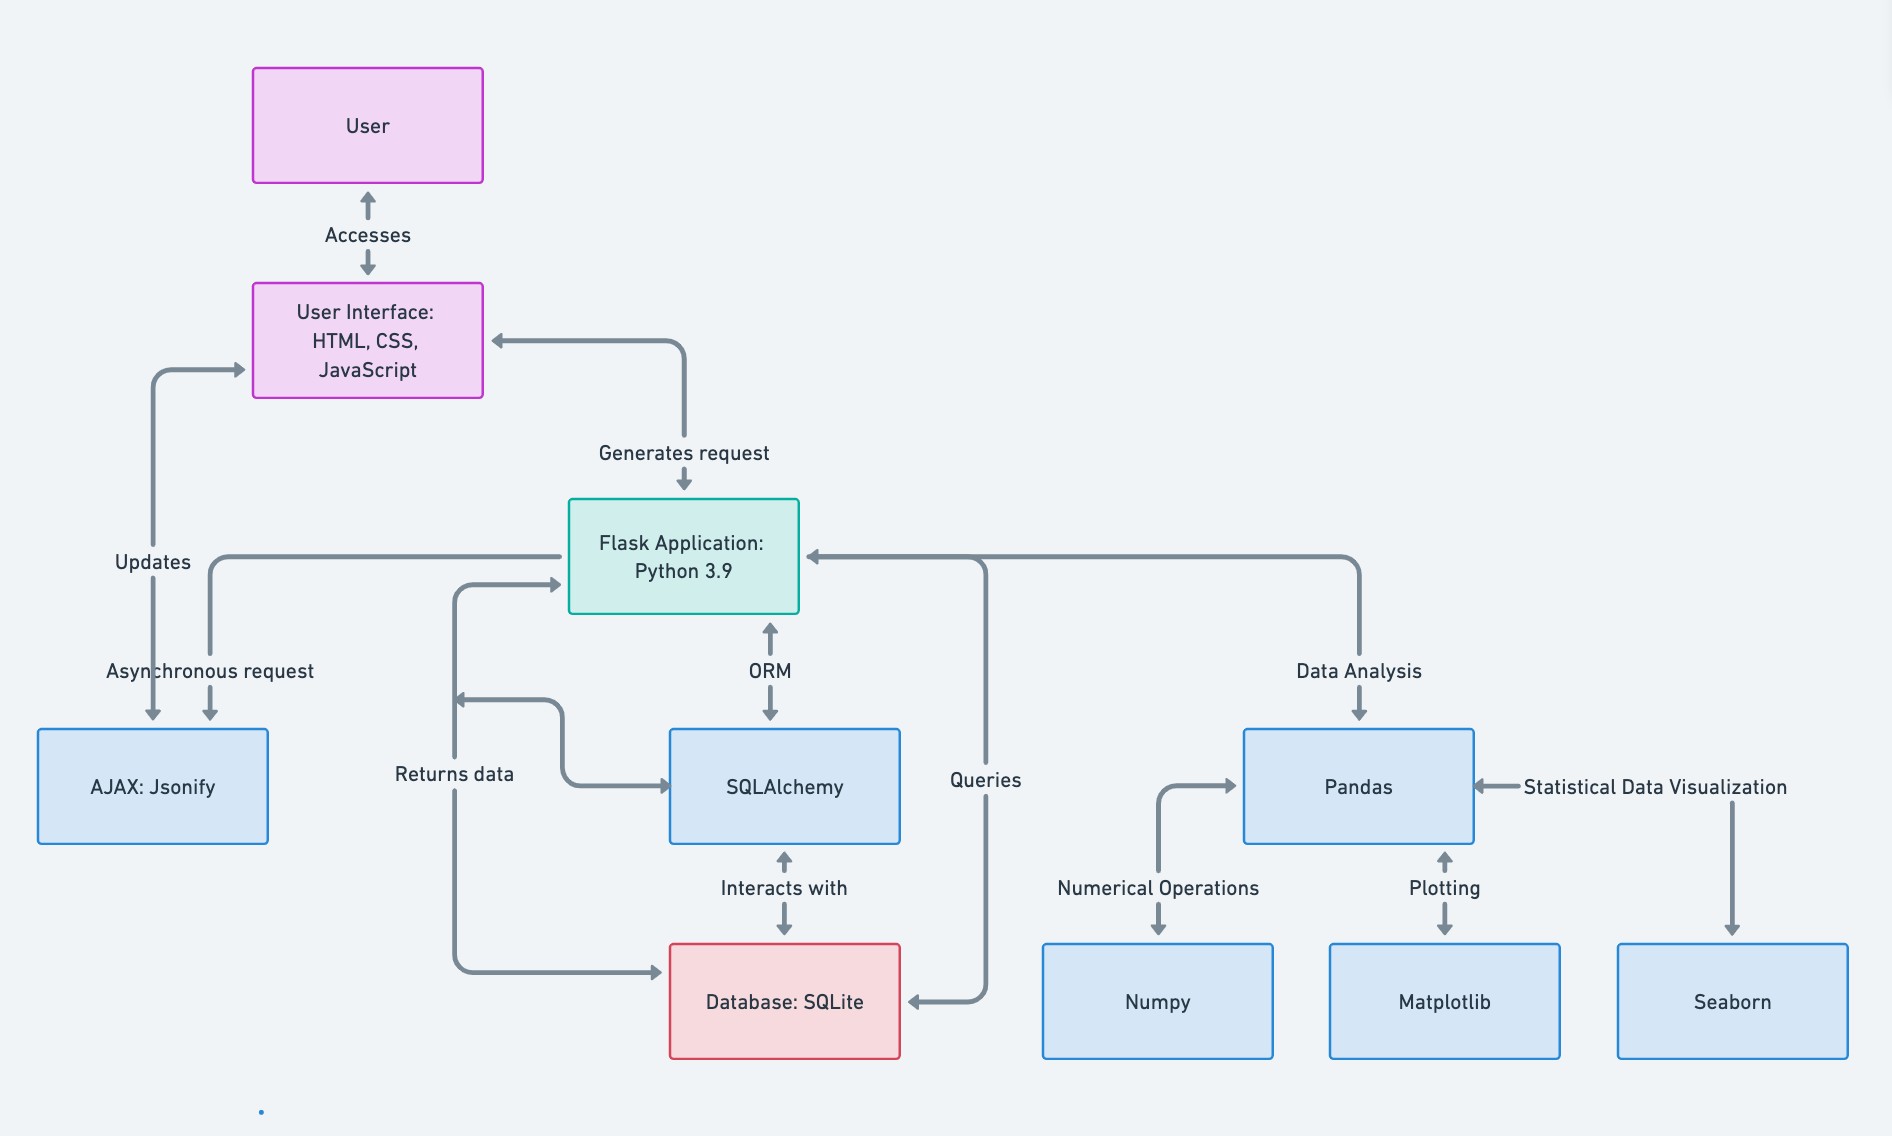 User
Accesses
User Interface:
HTML, CSS,
JavaScript
Generates request
Flask Application:
Python 3.9
Updates
Asynchronous request
ORM
Data Analysis
AJAX: Jsonify
Returns data
SQLAlchemy
Queries
Pandas
Statistical Data Visualization
Interacts with
Numerical Operations
Plotting
Database: SQLite
Numpy
Matplotlib
Seaborn